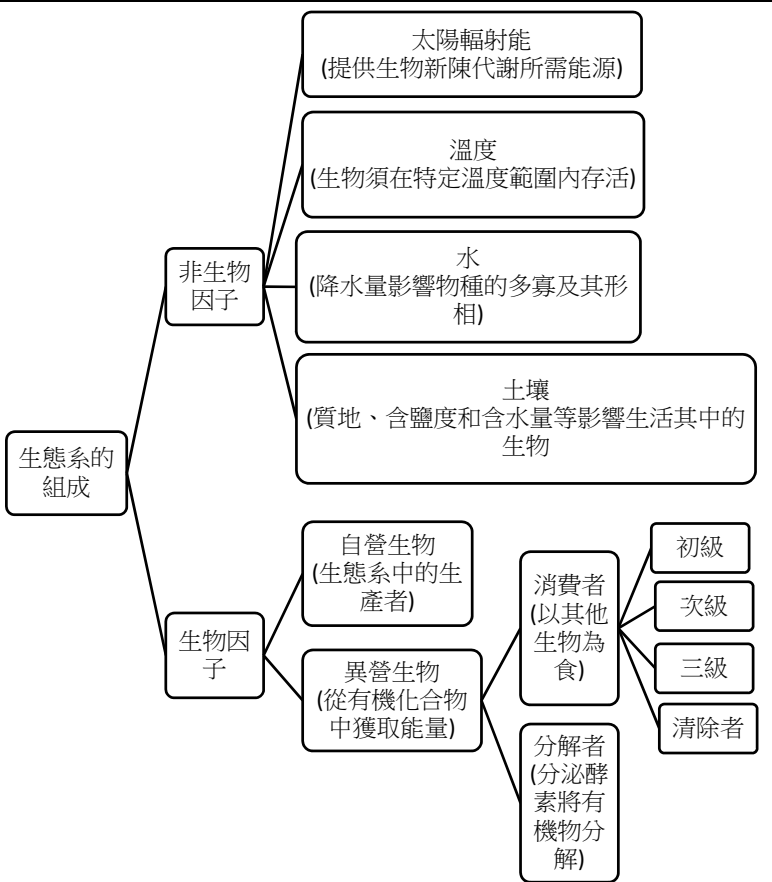 生態系的
組成
非生物
因子
太陽輻射能
(提供生物新陳代謝所需能源)
溫度
(生物須在特定溫度範圍內存活)
水
(降水量影響物種的多寡及其形
相)
土壤
(質地、含鹽度和含水量等影響生活其中的
生物
生物因
子
自營生物
(生態系中的生
產者)
異營生物
(從有機化合物
中獲取能量)
消費者
(以其他
生物為
食)
初級
次級
三級
清除者
分解者
(分泌酵
素將有
機物分
解)